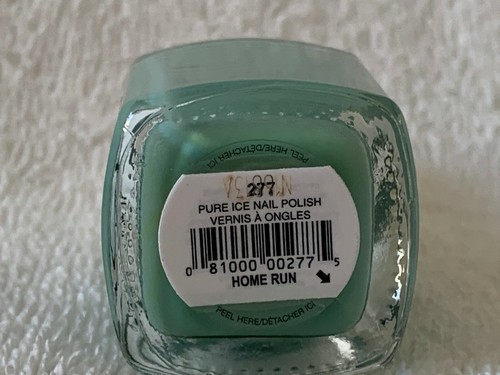 PEEL HERE/DÉTACHER ICI
277
PURE ICE NAIL POLISH
VERNIS À ONGLES
0 81000 00277 5
HOME RUN
PEEL HERE/DÉTACHER ICI